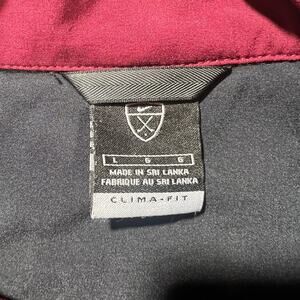 L G G
MADE IN SRI LANKA
FABRIQUE AU SRI LANKA
CLIMA-FIT